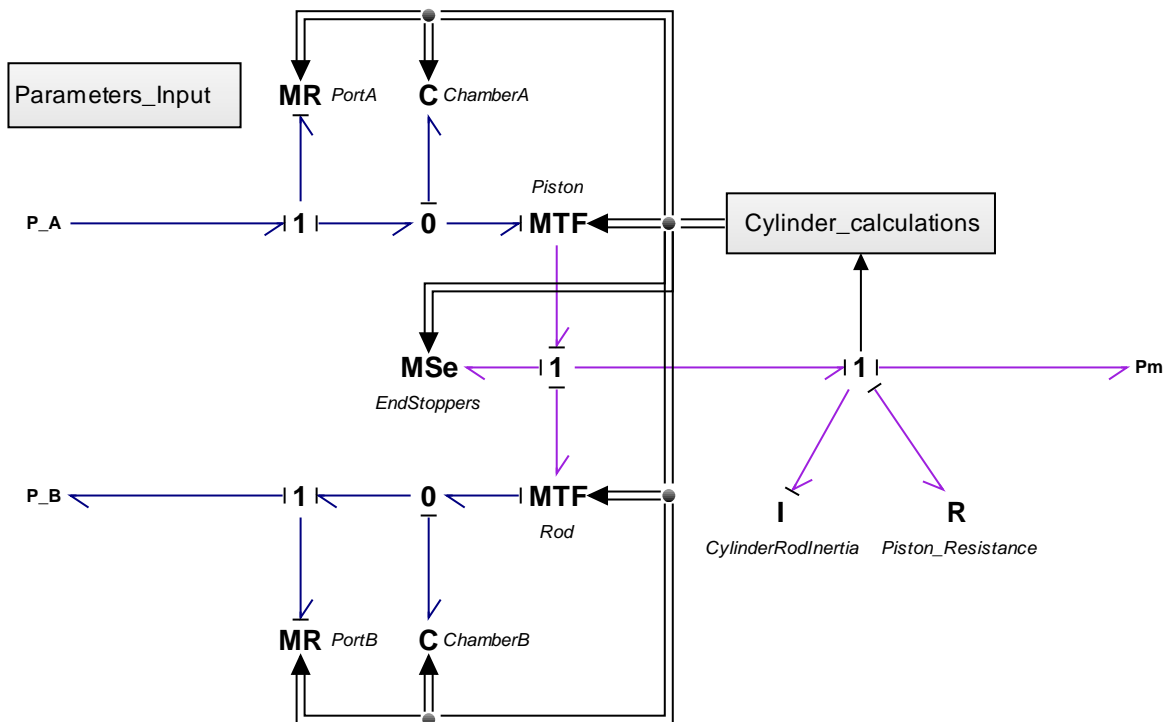 Parameters_Input
MR PortA
C ChamberA
Piston
P_A
1
0
MTF
Cylinder_calculations
MSe
1
1
Pm
EndStoppers
P_B
1
0
MTF
Rod
I
R
CylinderRodInertia
Piston_Resistance
MR PortB
C ChamberB